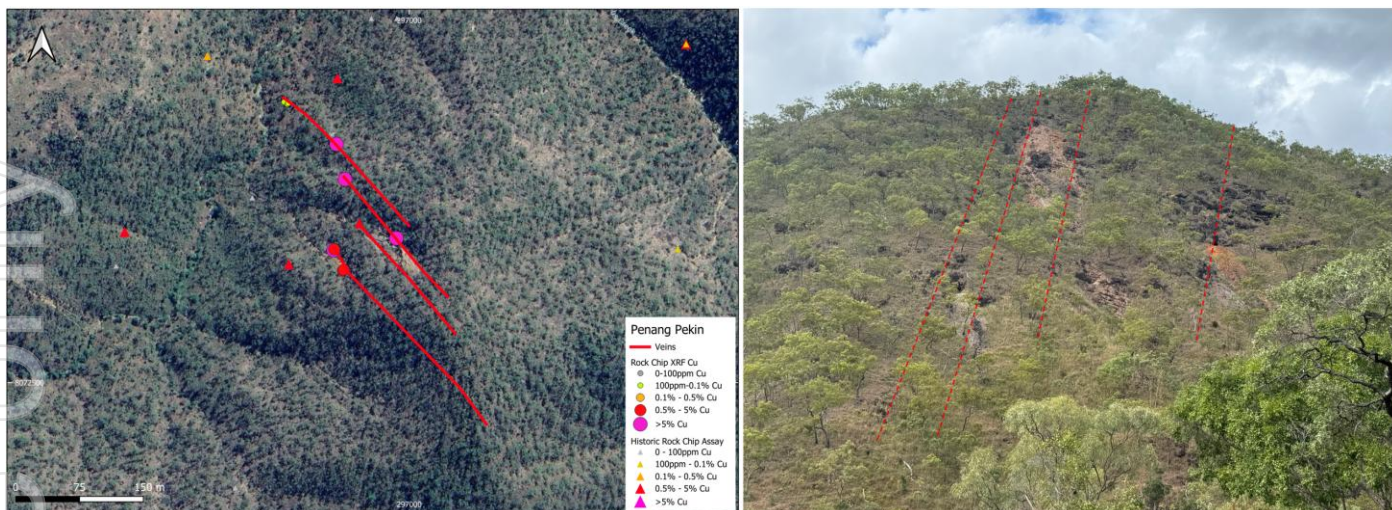 297000
8072500
Penang Pekin
Veins
Rock Chip XRF Cu
0-100ppm Cu
100ppm-0.1% Cu
0.1% - 0.5% Cu
0.5% - 5% Cu
>5% Cu
Historic Rock Chip Assay
0 - 100ppm Cu
100ppm - 0.1% Cu
0.1% - 0.5% Cu
0.5% - 5% Cu
>5% Cu
0 75 150 m
297000